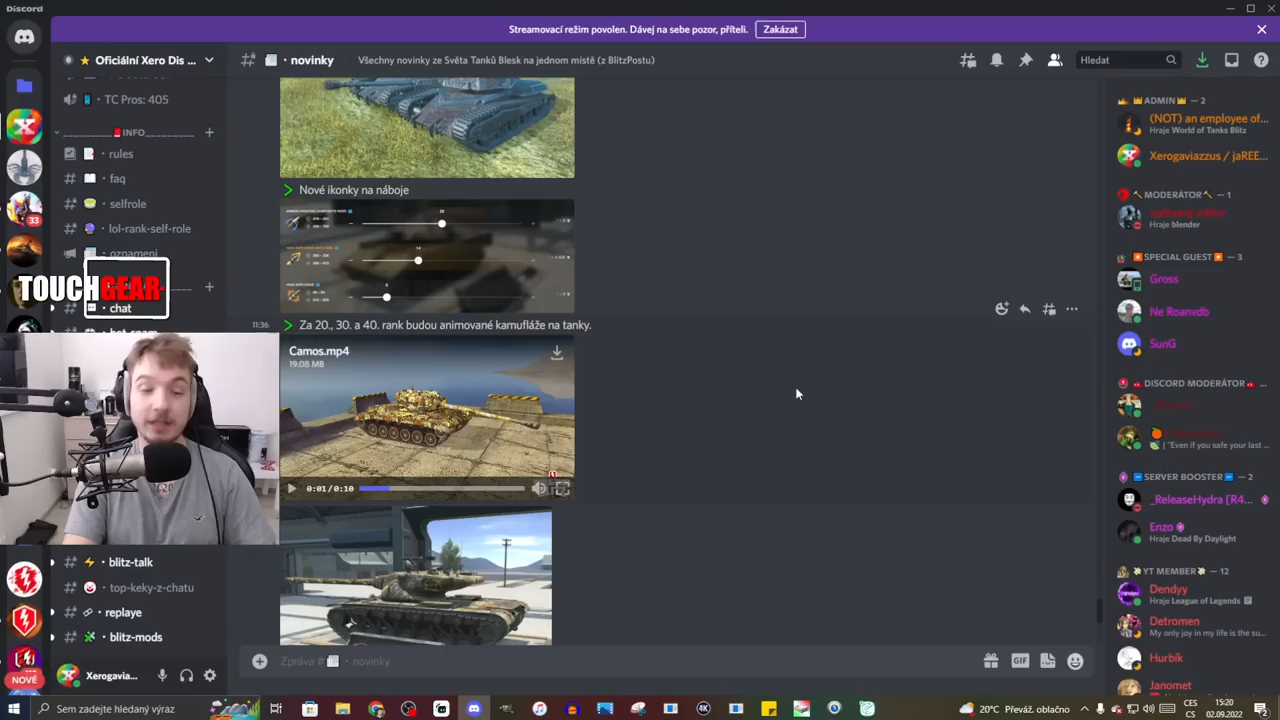 Discord
Streamovací režim povolen. Dávej na sebe pozor, příteli.
Zakázat
Oficiální Xero Dis ...
novinky
Všechny novinky ze Světa Tanků Blesk na jednom místě (z BlitzPostu)
Hledat
TC Pros: 405
INFO
rules
faq
selfrole
lol-rank-self-role
oznameni
TOUCHGEAR
chat
Nové ikonky na náboje
11:36
Za 20., 30. a 40. rank budou animované kamufláže na tanky.
Camos.mp4
19.08 MB
0:01/0:10
33
blitz-talk
top-keky-z-chatu
replaye
blitz-mods
NOVÉ
Xerogavia...
Zpráva #
novinky
GIF
ADMIN — 2
(NOT) an employee of...
Hraje World of Tanks Blitz
Xerogaviazzus / jaREE...
MODERÁTOR — 1
Hraje blender
SPECIAL GUEST — 3
Gross
Ne Roanvdb
SunG
DISCORD MODERÁTOR ...
"Even if you safe your last ...
SERVER BOOSTER — 2
_ReleaseHydra [R4...
Enzo
Hraje Dead By Daylight
YT MEMBER — 12
Dendyy
Hraje League of Legends
Detromen
My only joy in my life is the su...
Hurbík
Janomet
Sem zadejte hledaný výraz
20°C Převáž. oblačno
CES
CS
15:20
02.09.2022